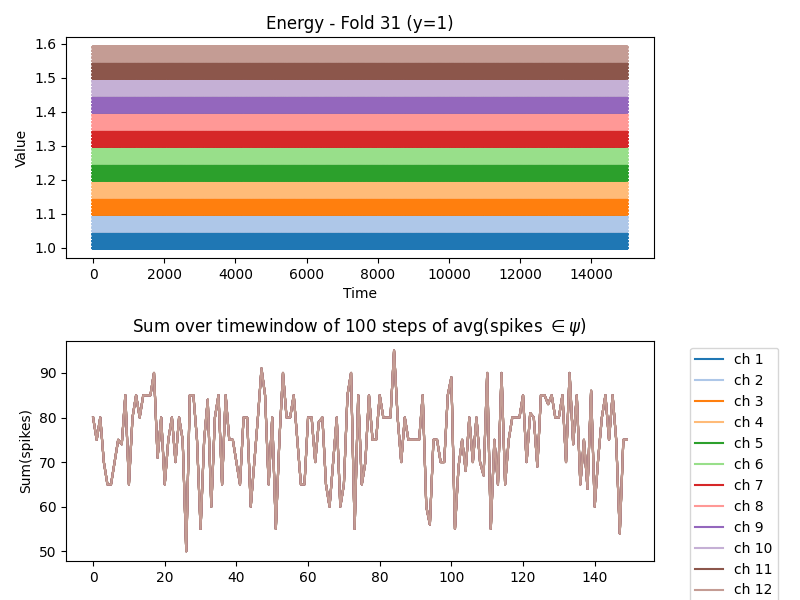 Energy - Fold 31 (y=1)
1.6
1.5
1.4
1.3
1.2
1.1
1.0
Value
0 2000 4000 6000 8000 10000 12000 14000
Time
Sum over timewindow of 100 steps of avg(spikes ∈ψ)
90
80
70
60
50
Sum(spikes)
0 20 40 60 80 100 120 140
ch 1
ch 2
ch 3
ch 4
ch 5
ch 6
ch 7
ch 8
ch 9
ch 10
ch 11
ch 12